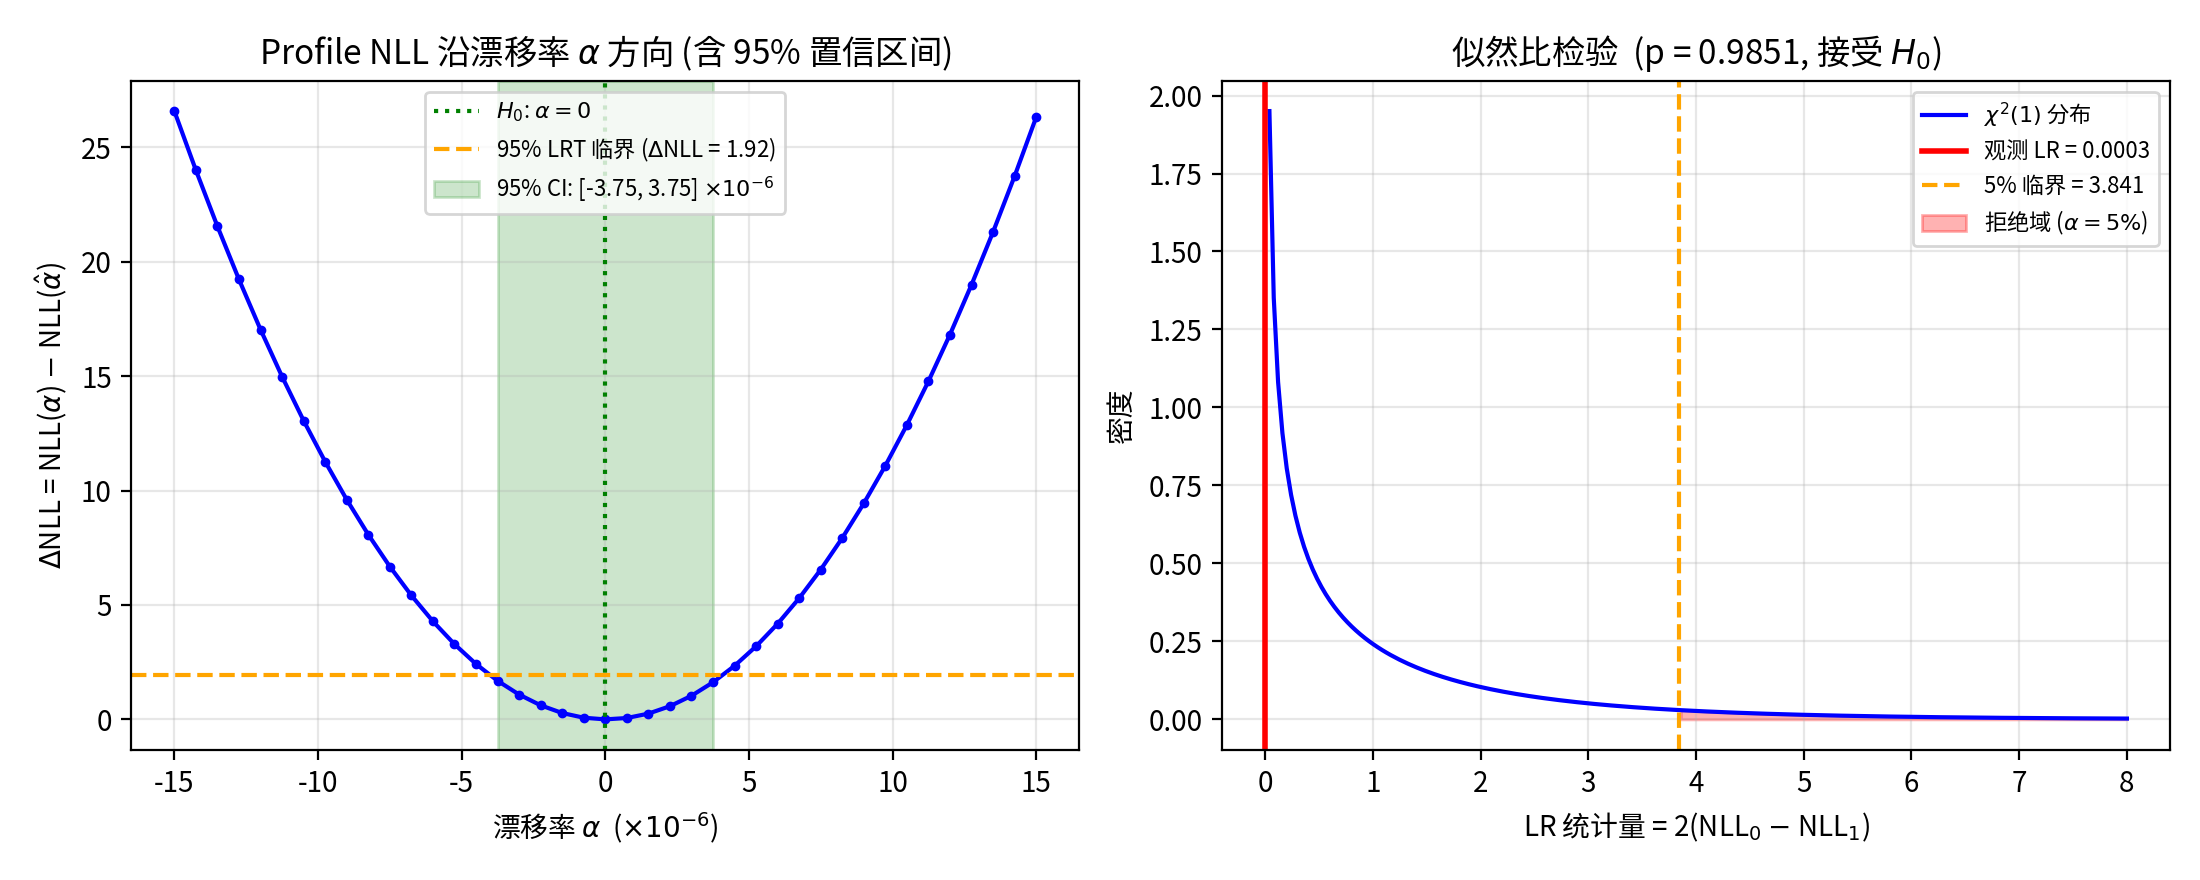 Profile NLL 沿漂移率 α 方向 (含 95% 置信区间)
H₀: α = 0
95% LRT 临界 (ΔNLL = 1.92)
95% CI: [-3.75, 3.75] ×10⁻⁶
ΔNLL = NLL(α) − NLL(α̂)
25
20
15
10
5
0
-15
-10
-5
0
5
10
15
漂移率 α (×10⁻⁶)
似然比检验 (p = 0.9851, 接受 H₀)
χ²(1) 分布
观测 LR = 0.0003
5% 临界 = 3.841
拒绝域 (α = 5%)
密度
2.00
1.75
1.50
1.25
1.00
0.75
0.50
0.25
0.00
0
1
2
3
4
5
6
7
8
LR 统计量 = 2(NLL₀ − NLL₁)